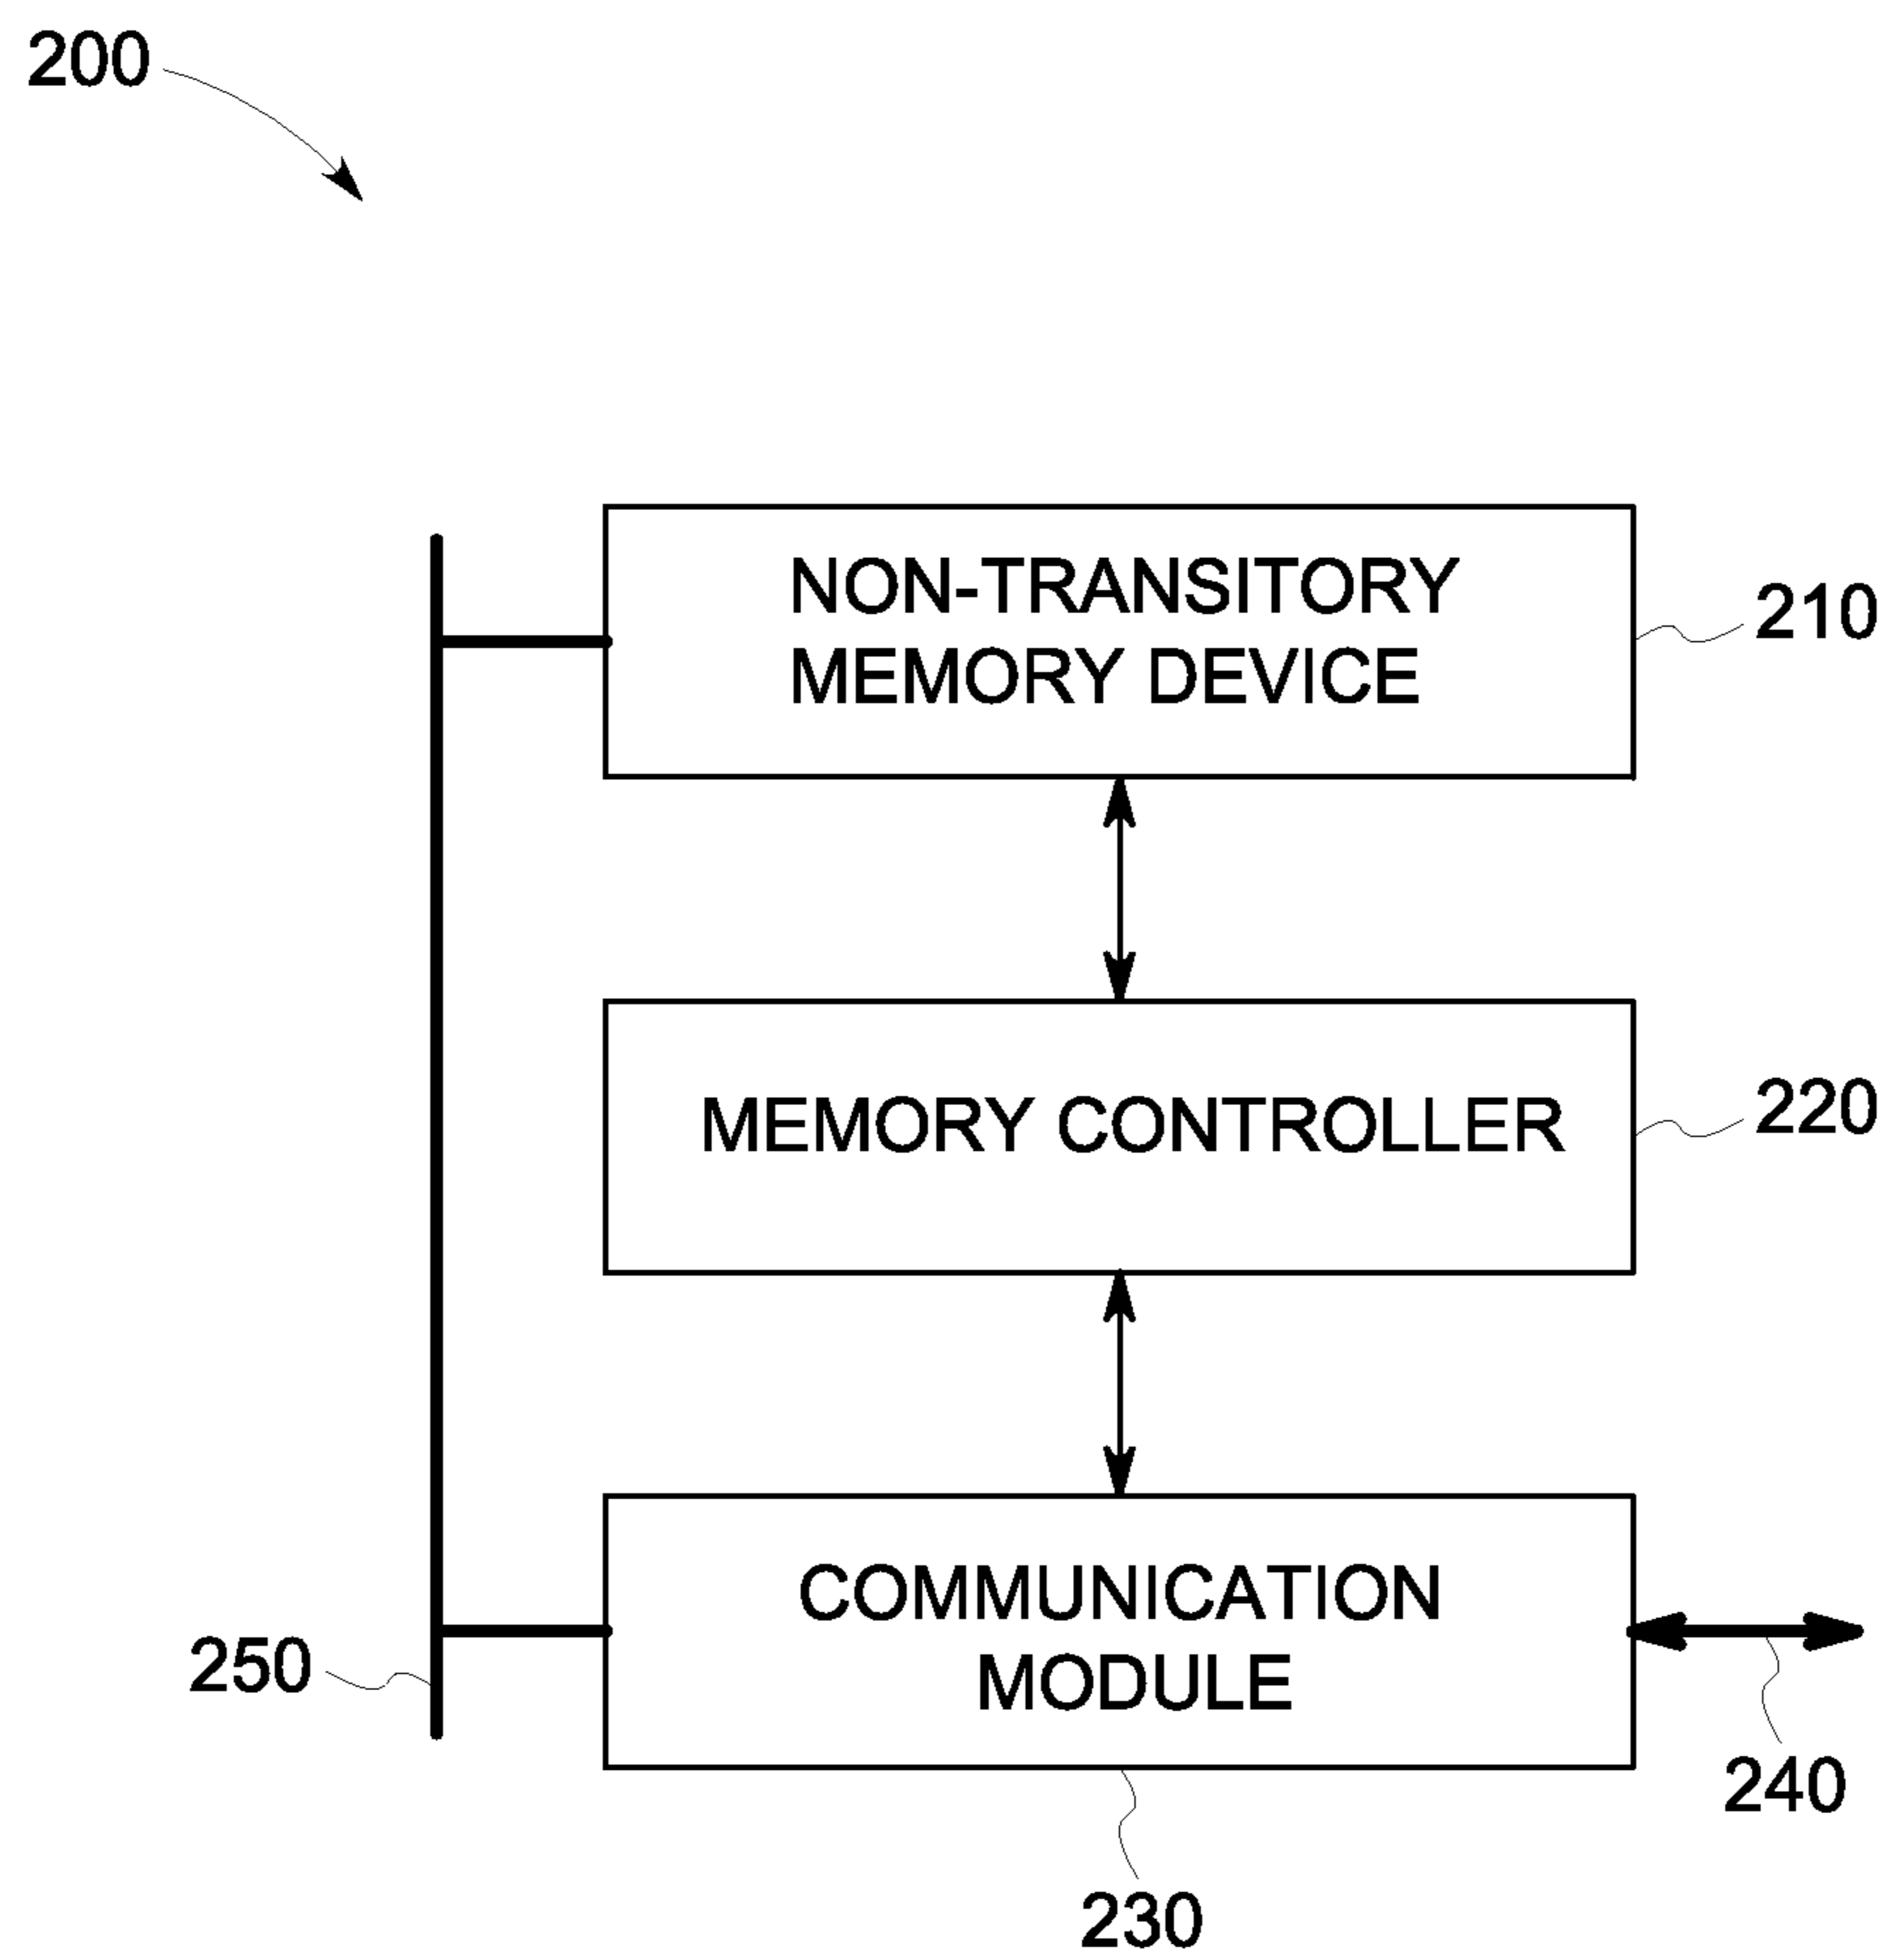 200
NON-TRANSITORY
MEMORY DEVICE
210
MEMORY CONTROLLER
220
COMMUNICATION
MODULE
250
240
230